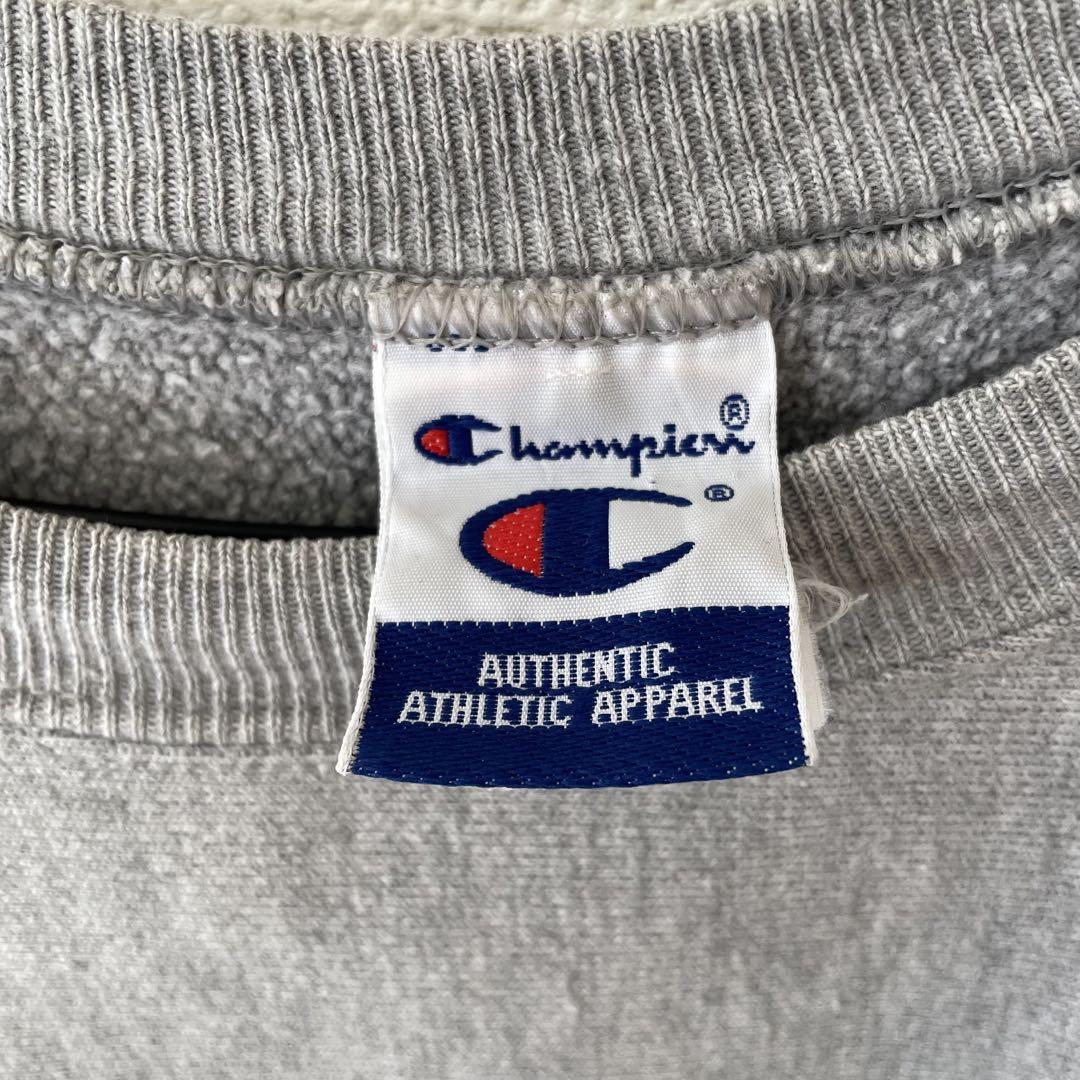 Champion®
®
AUTHENTIC
ATHLETIC APPAREL